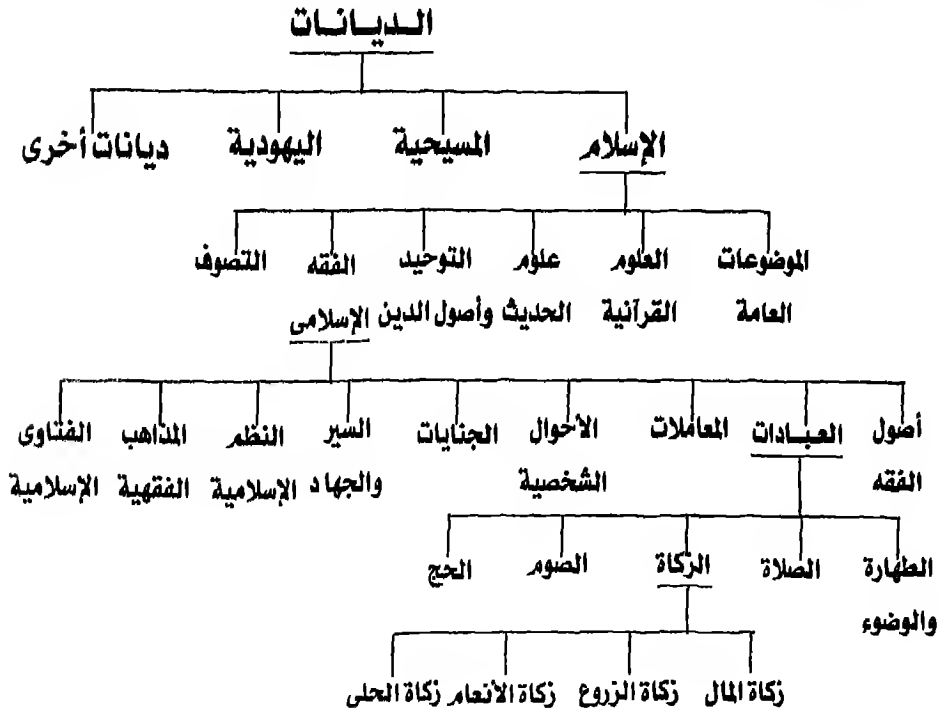 الديانات
الإسلام المسيحية اليهودية ديانات أخرى
الموضوعات العلوم علوم التوحيد الفقه التصوف
العامة القرآنية الحديث وأصول الدين الإسلامى
أصول العبادات المعاملات الأحوال الجنايات السير النظم المذاهب الفتاوى
الفقه الشخصية والجهاد الإسلامية الفقهية الإسلامية
الطهارة الصلاة الزكاة الصوم الحج
والوضوء
زكاة المال زكاة الزروع زكاة الأنعام زكاة الحلى